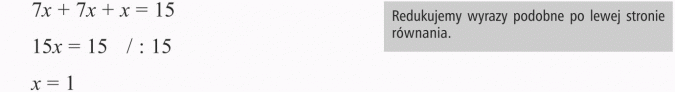 7x + 7x + x = 15
Redukujemy wyrazy podobne po lewej stronie
równania.
15x = 15 / : 15
x = 1